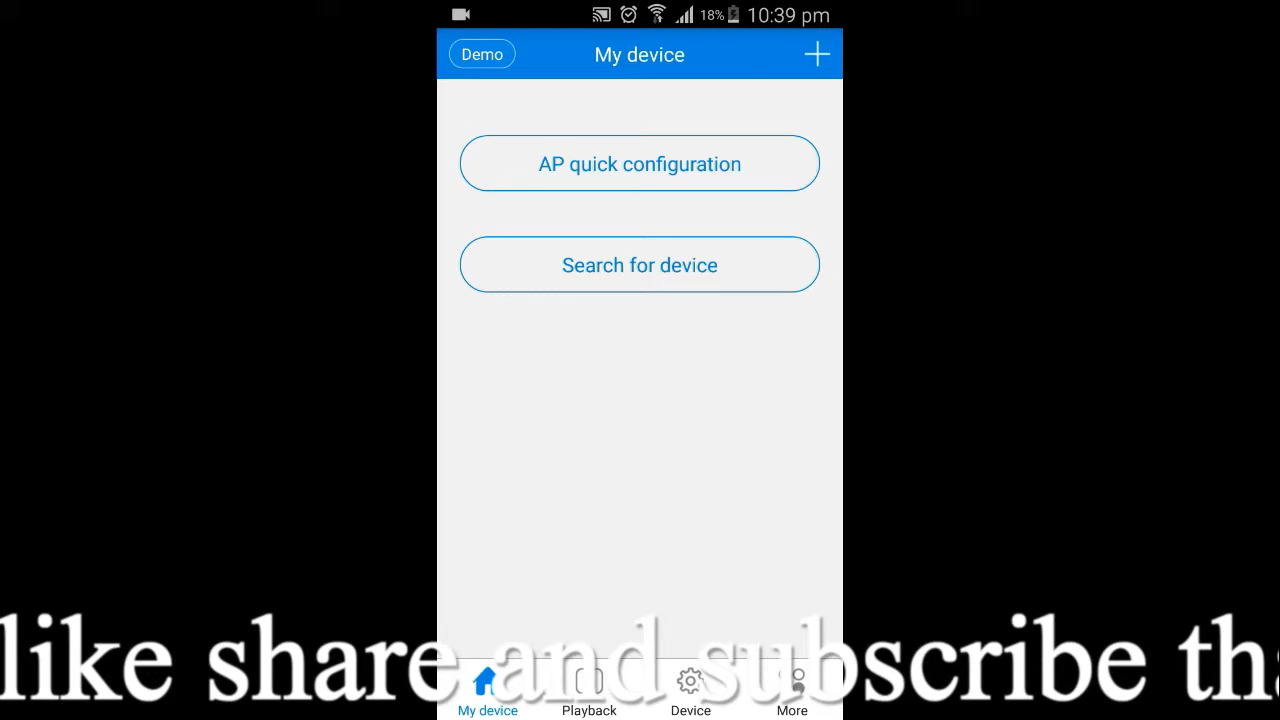 18% 10:39 pm
Demo My device
AP quick configuration
Search for device
like share and subscribe
My device Playback Device More